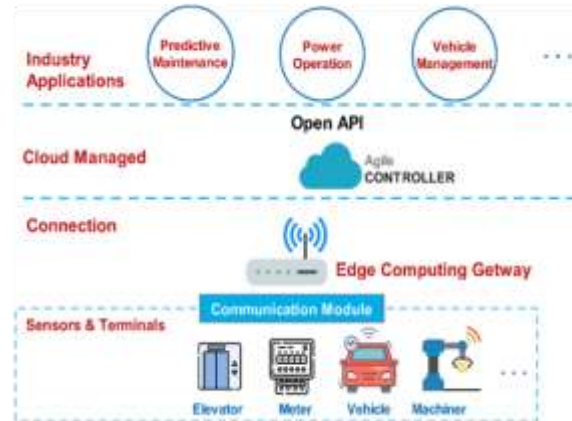 Predictive
Maintenance
Power
Operation
Vehicle
Management
...
Industry
Applications
Open API
Cloud Managed
Agile
CONTROLLER
Connection
Edge Computing Getway
Communication Module
Sensors & Terminals
...
Elevator
Meter
Vehicle
Machiner